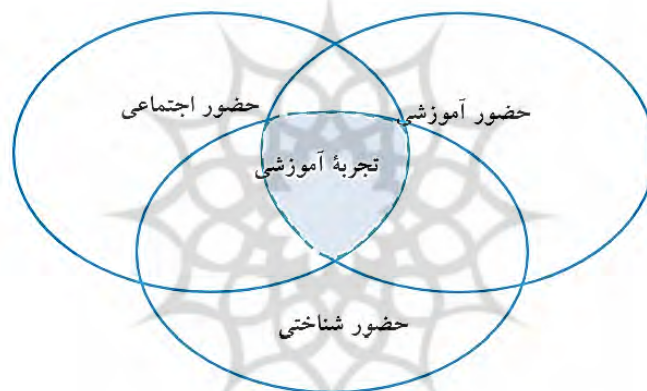 حضور آموزشی
حضور اجتماعی
تجربهٔ آموزشی
حضور شناختی